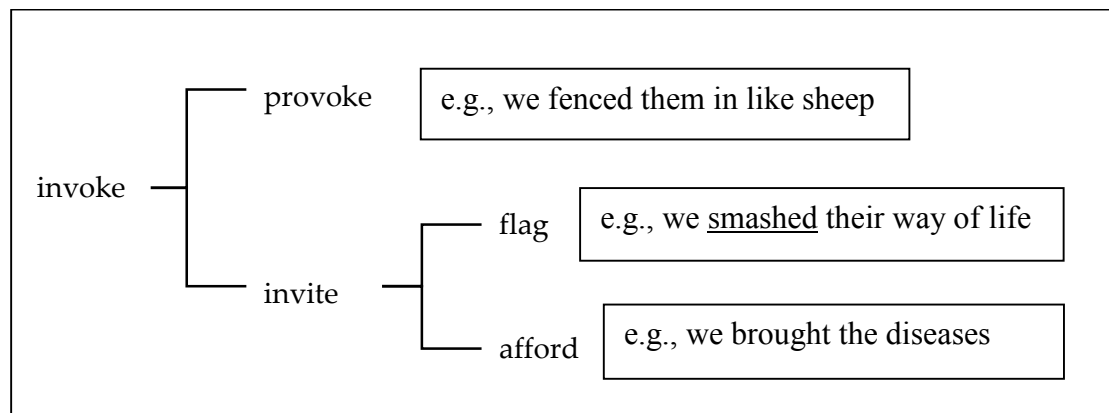 provoke e.g., we fenced them in like sheep
invoke
flag e.g., we smashed their way of life
invite
afford e.g., we brought the diseases